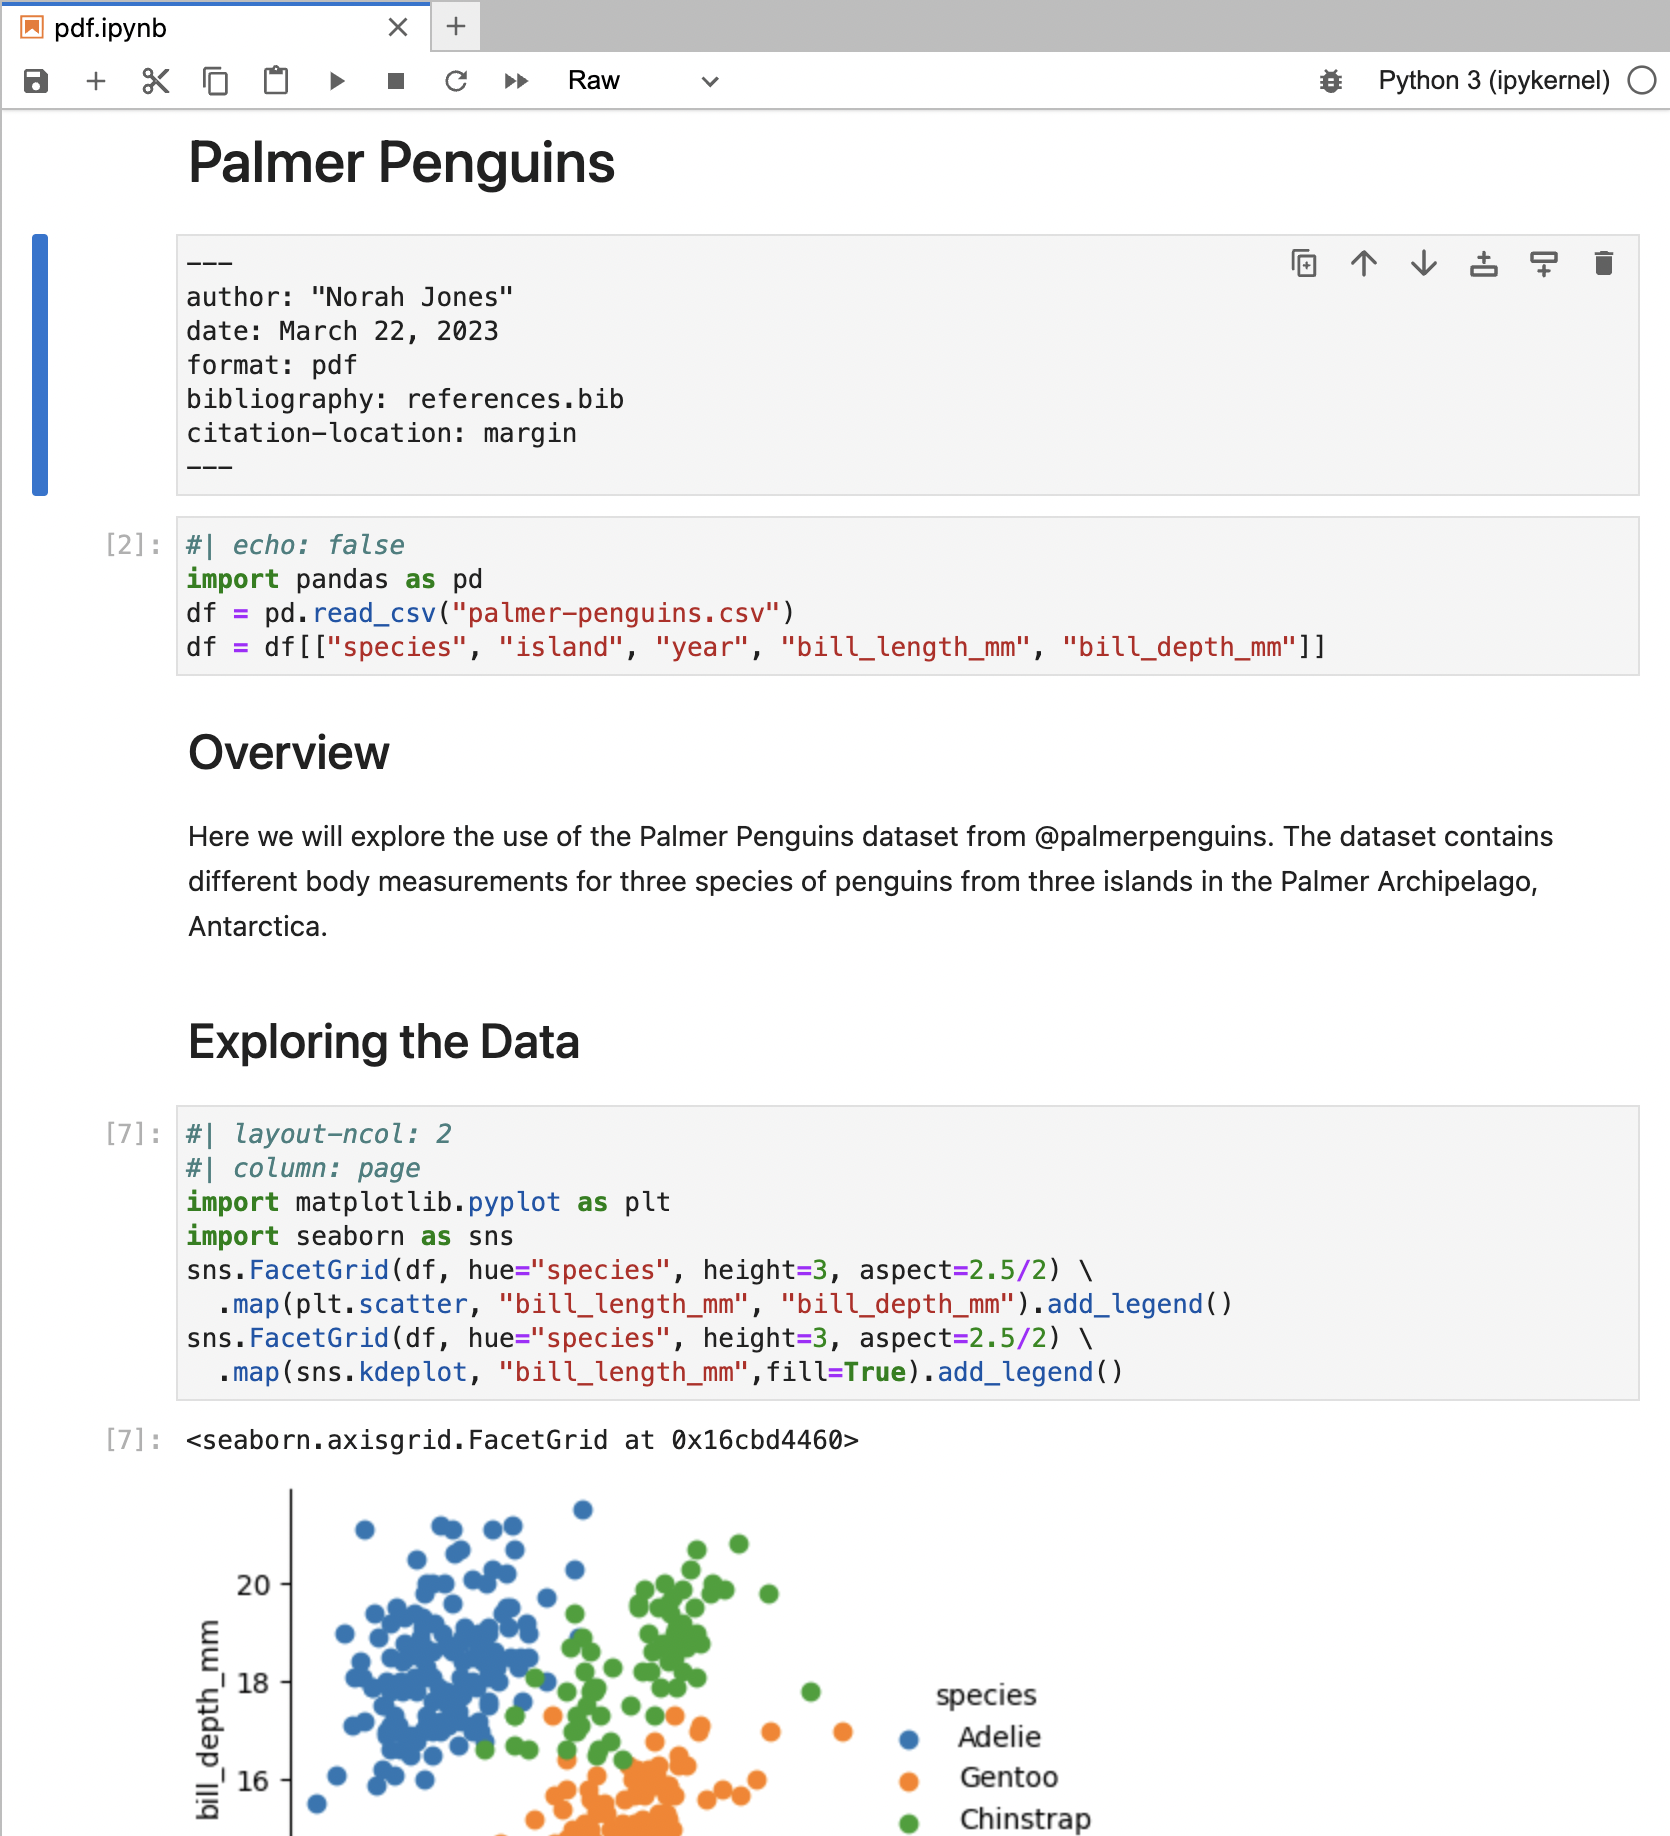 pdf.ipynb
Raw
Python 3 (ipykernel)
Palmer Penguins
---
author: "Norah Jones"
date: March 22, 2023
format: pdf
bibliography: references.bib
citation-location: margin
---
[2]:
#| echo: false
import pandas as pd
df = pd.read_csv("palmer-penguins.csv")
df = df[["species", "island", "year", "bill_length_mm", "bill_depth_mm"]]
Overview
Here we will explore the use of the Palmer Penguins dataset from @palmerpenguins. The dataset contains
different body measurements for three species of penguins from three islands in the Palmer Archipelago,
Antarctica.
Exploring the Data
[7]:
#| layout-ncol: 2
#| column: page
import matplotlib.pyplot as plt
import seaborn as sns
sns.FacetGrid(df, hue="species", height=3, aspect=2.5/2) \
  .map(plt.scatter, "bill_length_mm", "bill_depth_mm").add_legend()
sns.FacetGrid(df, hue="species", height=3, aspect=2.5/2) \
  .map(sns.kdeplot, "bill_length_mm",fill=True).add_legend()
[7]:
<seaborn.axisgrid.FacetGrid at 0x16cbd4460>
20
18
16
bill_depth_mm
species
Adelie
Gentoo
Chinstrap